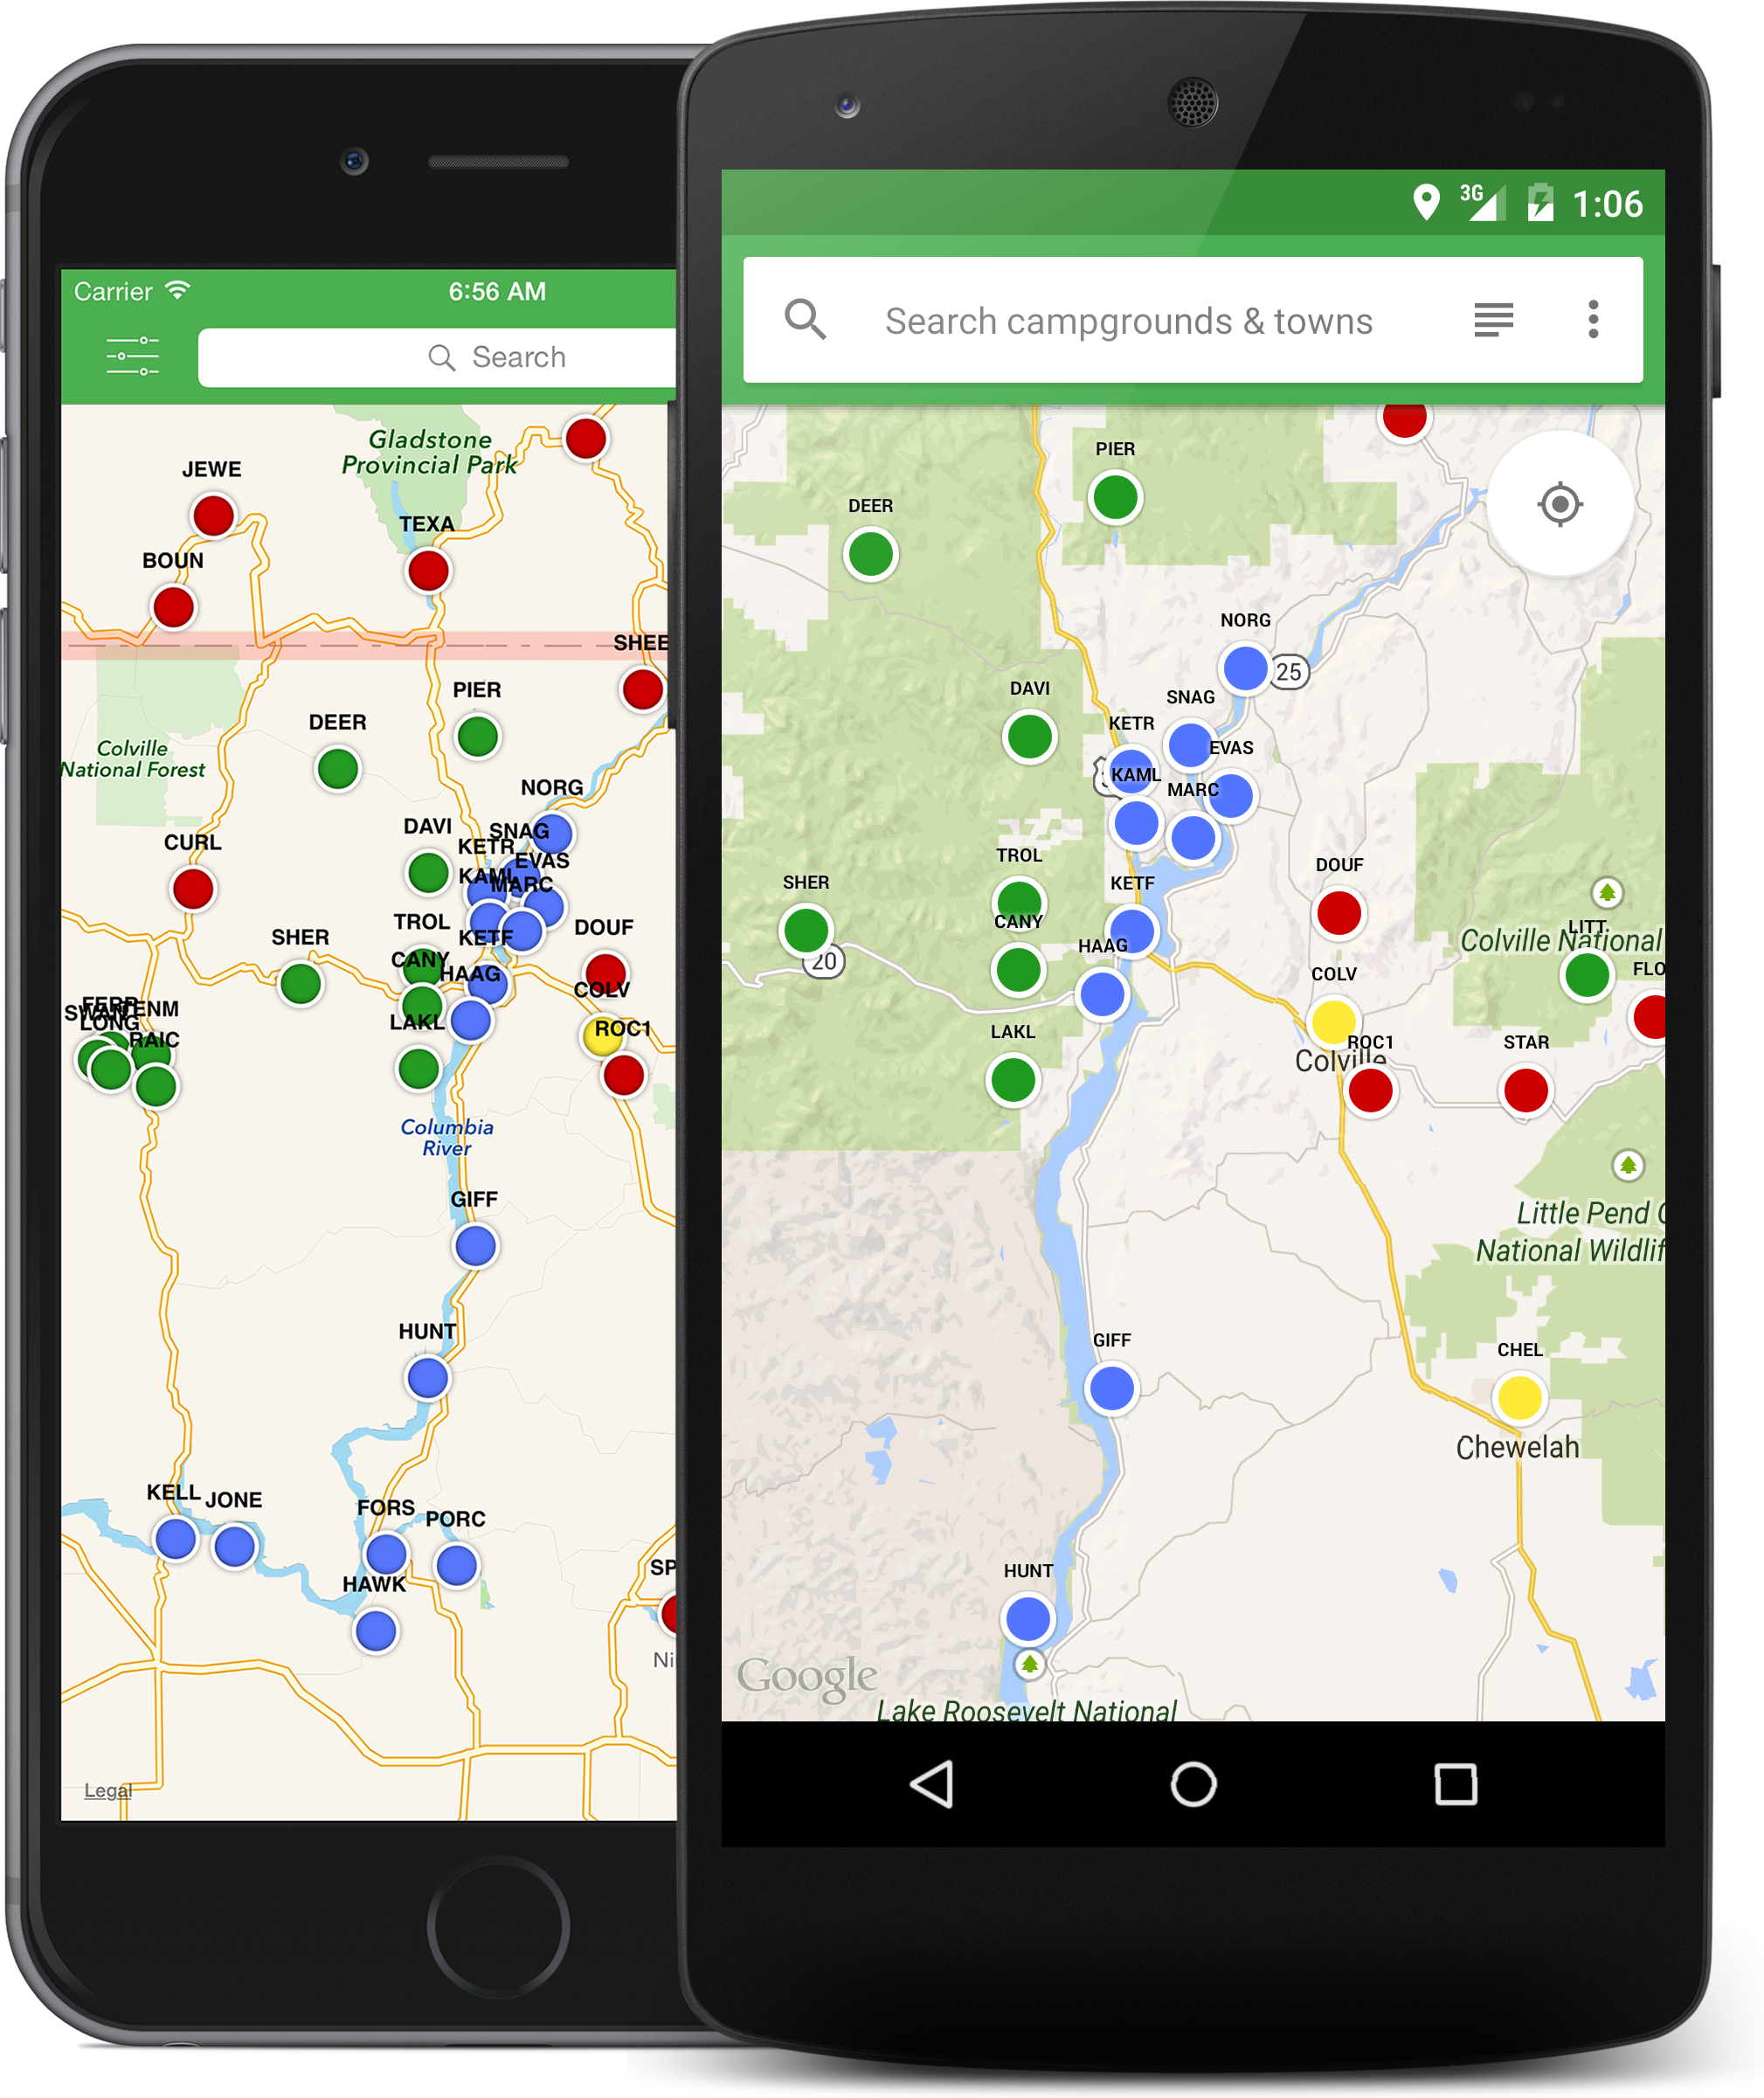 Carrier
6:56 AM
Search
Gladstone
Provincial Park
JEWE
TEXA
BOUN
SHEE
PIER
DEER
Colville
National Forest
NORG
DAVI
SNAG
KETR
CURL
EVAS
KAML
MARC
TROL
DOUF
SHER
KETF
CANY
HAAG
COLV
FERR
LONG
LAKL
ROC1
RAIC
Columbia
River
GIFF
HUNT
KELL
JONE
FORS
PORC
HAWK
SP
Ni
Legal
3G
1:06
Search campgrounds & towns
PIER
DEER
NORG
25
DAVI
SNAG
KETR
EVAS
KAML
MARC
TROL
DOUF
SHER
KETF
CANY
LITT.
Colville National
HAAG
20
COLV
FLO
LAKL
ROC1
STAR
Colville
Little Pend
National Wildlif
GIFF
CHEL
Chewelah
HUNT
Google
Lake Roosevelt National